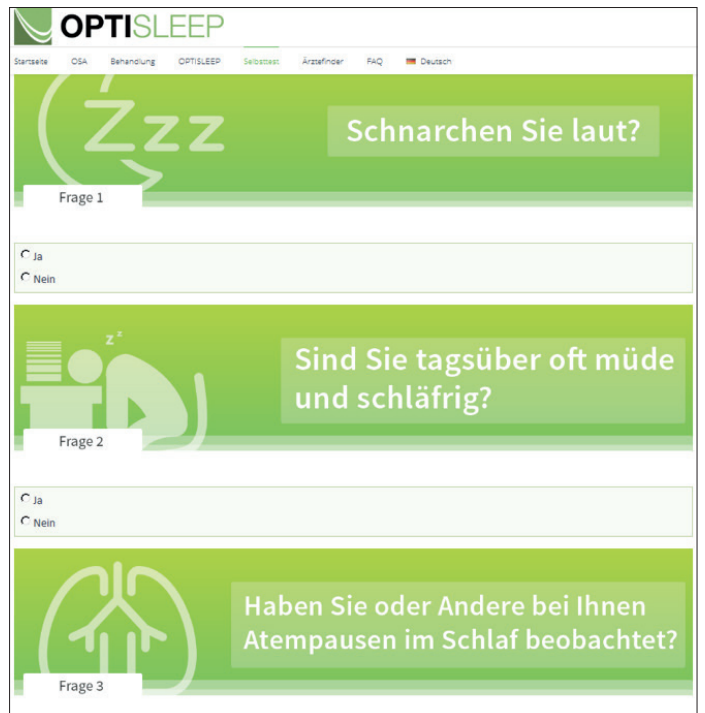 OPTISLEEP
Startseite OSA Behandlung OPTISLEEP Selbsttest Ärztefinder FAQ Deutsch
Zzz
Schnarchen Sie laut?
Frage 1
Ja
Nein
z z
Sind Sie tagsüber oft müde
und schläfrig?
Frage 2
Ja
Nein
Haben Sie oder Andere bei Ihnen
Atempausen im Schlaf beobachtet?
Frage 3